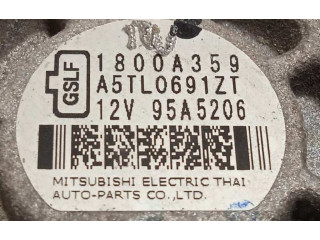 GSLF
1800A359
A5TL0691ZT
12V 95A5206
MITSUBISHI ELECTRIC THAI
AUTO-PARTS CO.,LTD.